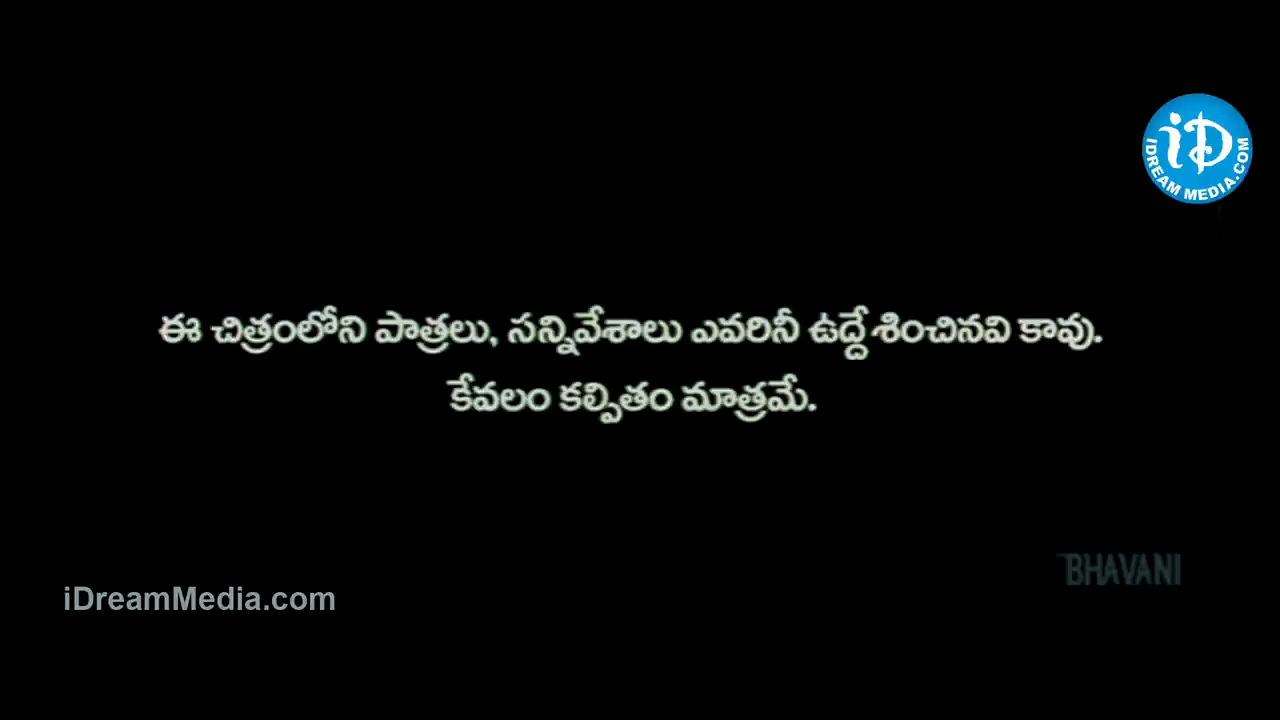 iD
IDREAM MEDIA.COM
ఈ చిత్రంలోని పాత్రలు, సన్నివేశాలు ఎవరినీ ఉద్దేశించినవి కావు.
కేవలం కల్పితం మాత్రమే.
BHAVANI
iDreamMedia.com